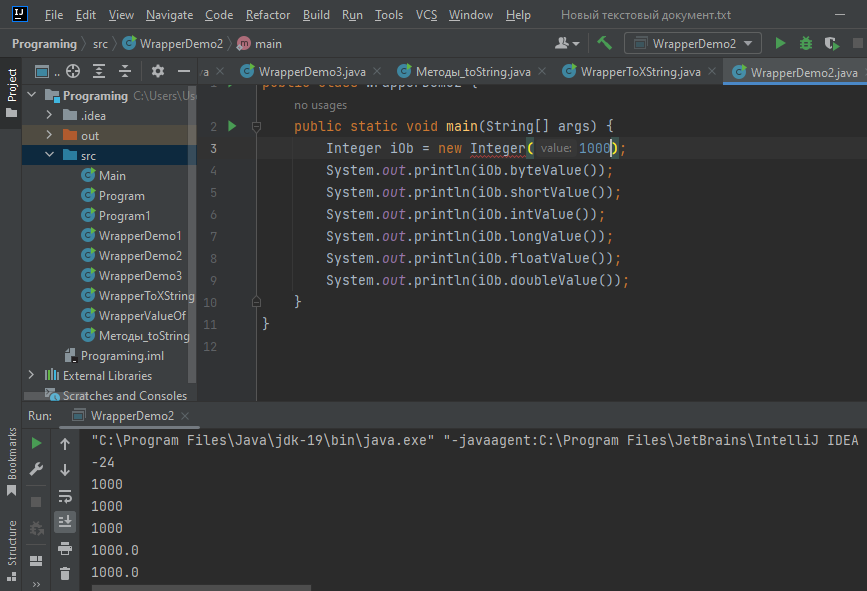 IJ File Edit View Navigate Code Refactor Build Run Tools VCS Window Help Новый текстовый документ.txt
Programing src WrapperDemo2 m main WrapperDemo2
Project .. a WrapperDemo3.java Методы_toString.java WrapperToXString.java WrapperDemo2.java
Programing C:\Users\Us
.idea
out
src
Main
Program
Program1
WrapperDemo1
WrapperDemo2
WrapperDemo3
WrapperToXString
WrapperValueOf
Методы_toString
Programing.iml
External Libraries
Scratches and Consoles
1 public class WrapperDemo2 {
no usages
2 public static void main(String[] args) {
3 Integer iOb = new Integer( value: 1000);
4 System.out.println(iOb.byteValue());
5 System.out.println(iOb.shortValue());
6 System.out.println(iOb.intValue());
7 System.out.println(iOb.longValue());
8 System.out.println(iOb.floatValue());
9 System.out.println(iOb.doubleValue());
10 }
11 }
12
Run: WrapperDemo2
"C:\Program Files\Java\jdk-19\bin\java.exe" "-javaagent:C:\Program Files\JetBrains\IntelliJ IDEA
-24
1000
1000
1000
1000.0
1000.0
Bookmarks
Structure